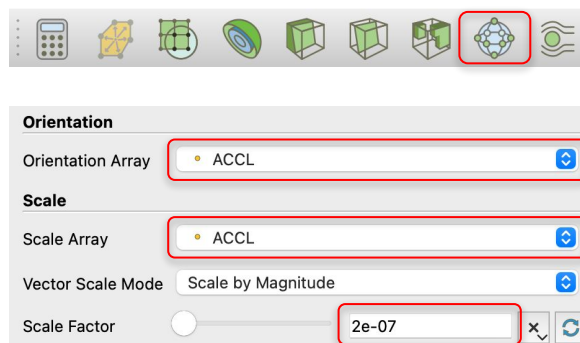 Orientation
Orientation Array ACCL
Scale
Scale Array ACCL
Vector Scale Mode Scale by Magnitude
Scale Factor 2e-07